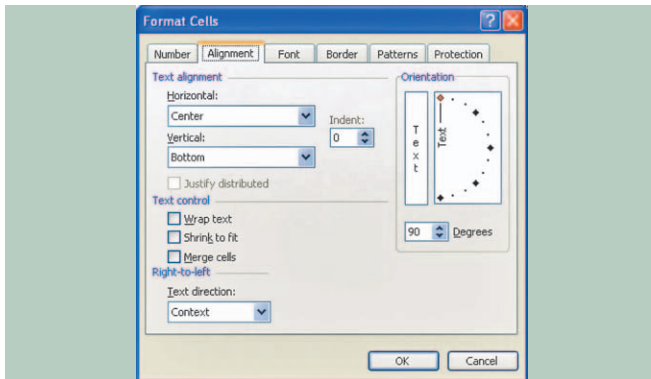 Format Cells
Number Alignment Font Border Patterns Protection
Text alignment
Horizontal:
Center
Indent:
0
Vertical:
Bottom
Justify distributed
Text control
Wrap text
Shrink to fit
Merge cells
Right-to-left
Text direction:
Context
Orientation
Text
Text
90 Degrees
OK Cancel